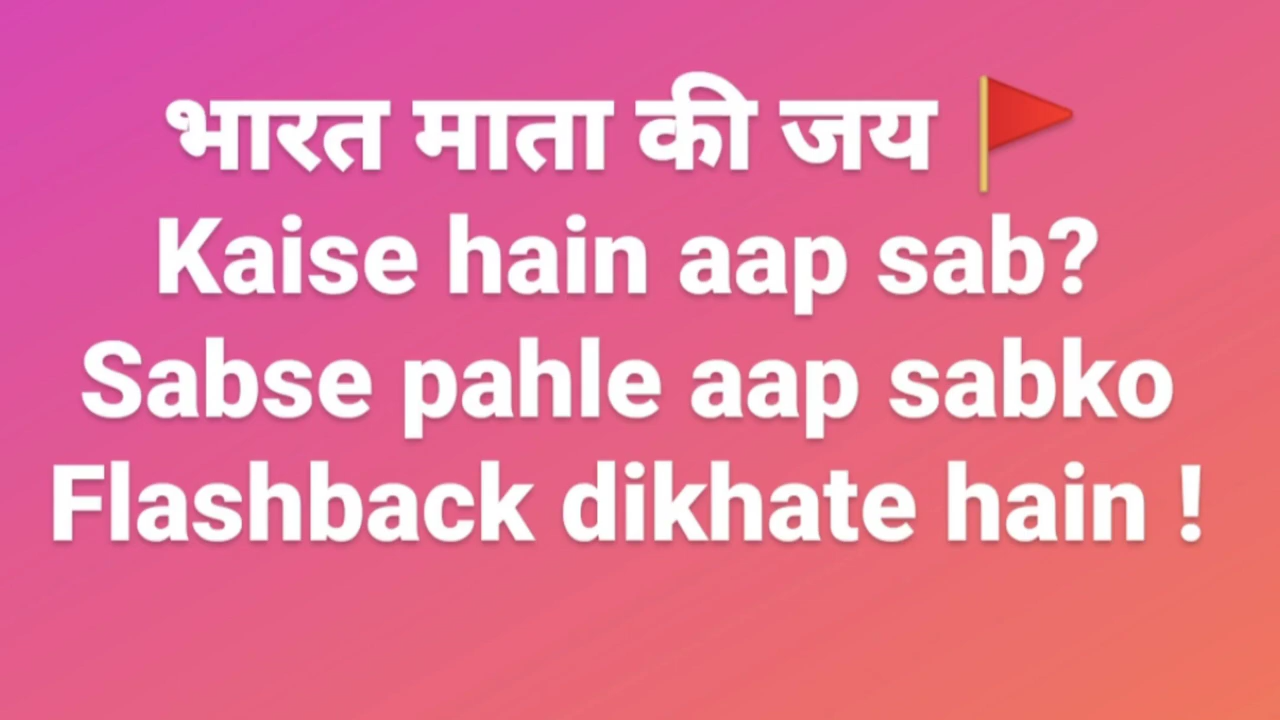 भारत माता की जय 🚩
Kaise hain aap sab?
Sabse pahle aap sabko
Flashback dikhate hain !